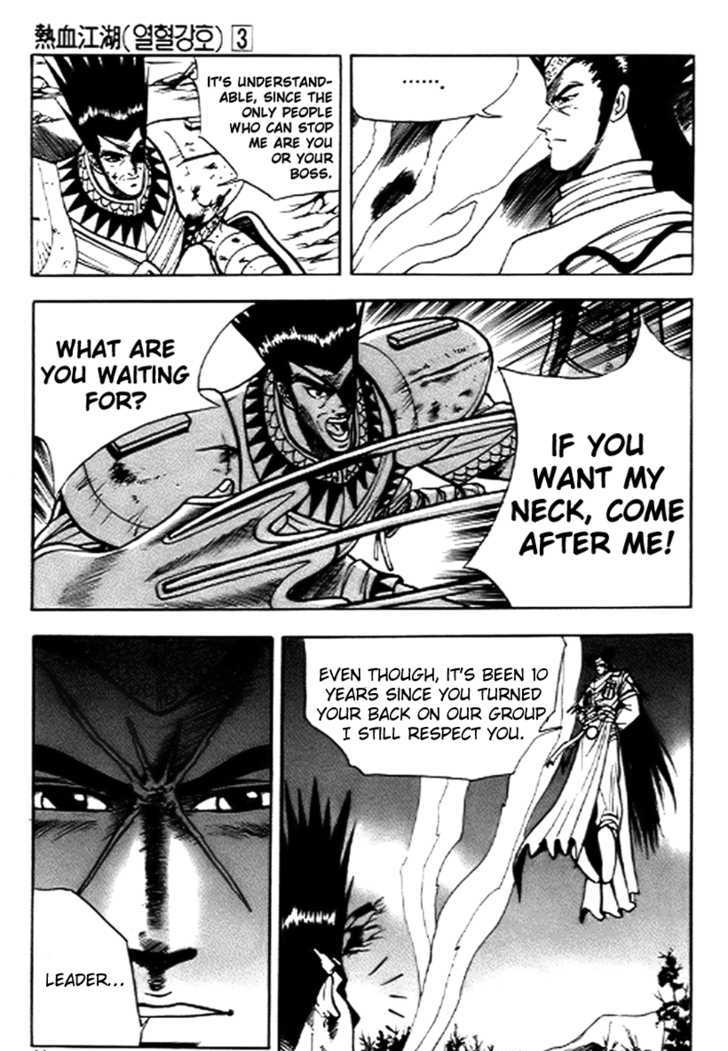 熱血江湖(열혈강호) 3
IT'S UNDERSTAND-
ABLE, SINCE THE
ONLY PEOPLE
WHO CAN STOP
ME ARE YOU
OR YOUR
BOSS.
.......
WHAT ARE
YOU WAITING
FOR?
IF YOU
WANT MY
NECK, COME
AFTER ME!
LEADER...
EVEN THOUGH, IT'S BEEN 10
YEARS SINCE YOU TURNED
YOUR BACK ON OUR GROUP,
I STILL RESPECT YOU.